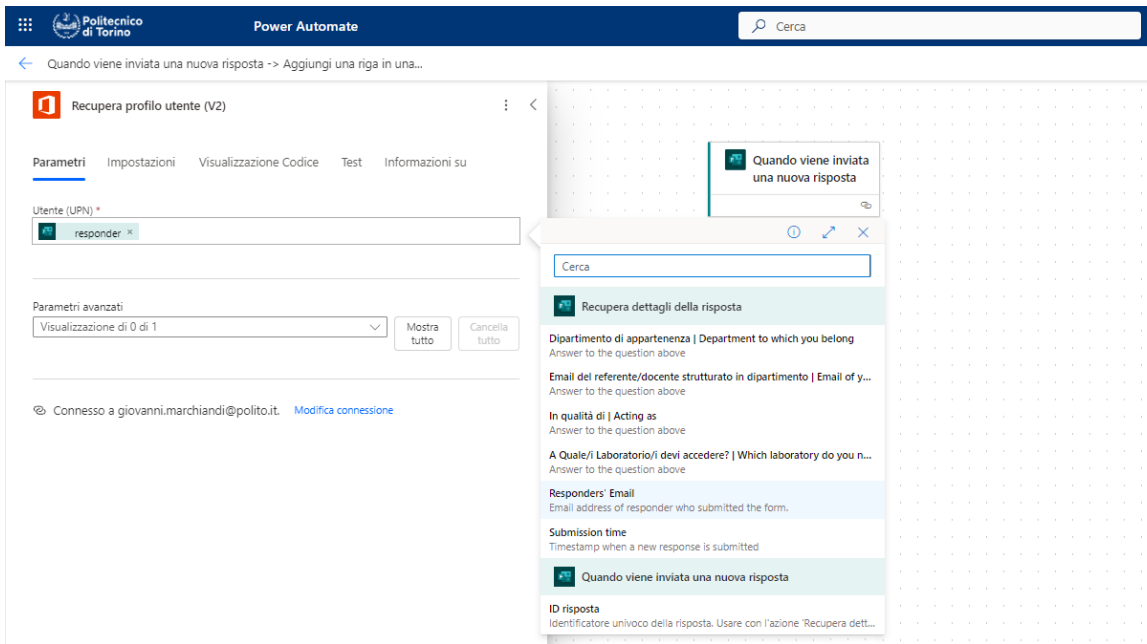 Politecnico
di Torino
Power Automate
Cerca
Quando viene inviata una nuova risposta -> Aggiungi una riga in una...
Recupera profilo utente (V2)
Parametri
Impostazioni
Visualizzazione Codice
Test
Informazioni su
Utente (UPN) *
responder ×
Parametri avanzati
Visualizzazione di 0 di 1
Mostra
tutto
Cancella
tutto
Connesso a giovanni.marchiandi@polito.it.
Modifica connessione
Quando viene inviata
una nuova risposta
Cerca
Recupera dettagli della risposta
Dipartimento di appartenenza | Department to which you belong
Answer to the question above
Email del referente/docente strutturato in dipartimento | Email of y...
Answer to the question above
In qualità di | Acting as
Answer to the question above
A Quale/i Laboratorio/i devi accedere? | Which laboratory do you n...
Answer to the question above
Responders' Email
Email address of responder who submitted the form.
Submission time
Timestamp when a new response is submitted
Quando viene inviata una nuova risposta
ID risposta
Identificatore univoco della risposta. Usare con l'azione 'Recupera dett...